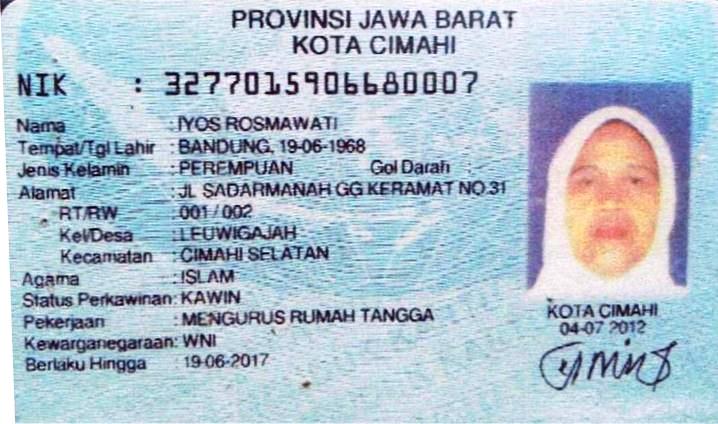 PROVINSI JAWA BARAT
KOTA CIMAHI
NIK : 3277015906680007
Nama : IYOS ROSMAWATI
Tempat/Tgl Lahir : BANDUNG, 19-06-1968
Jenis Kelamin : PEREMPUAN Gol Darah :
Alamat : JL SADARMANAH GG KERAMAT NO.31
RT/RW : 001 / 002
Kel/Desa : LEUWIGAJAH
Kecamatan : CIMAHI SELATAN
Agama : ISLAM
Status Perkawinan: KAWIN
Pekerjaan : MENGURUS RUMAH TANGGA
Kewarganegaraan: WNI
Berlaku Hingga : 19-06-2017
KOTA CIMAHI
04-07-2012